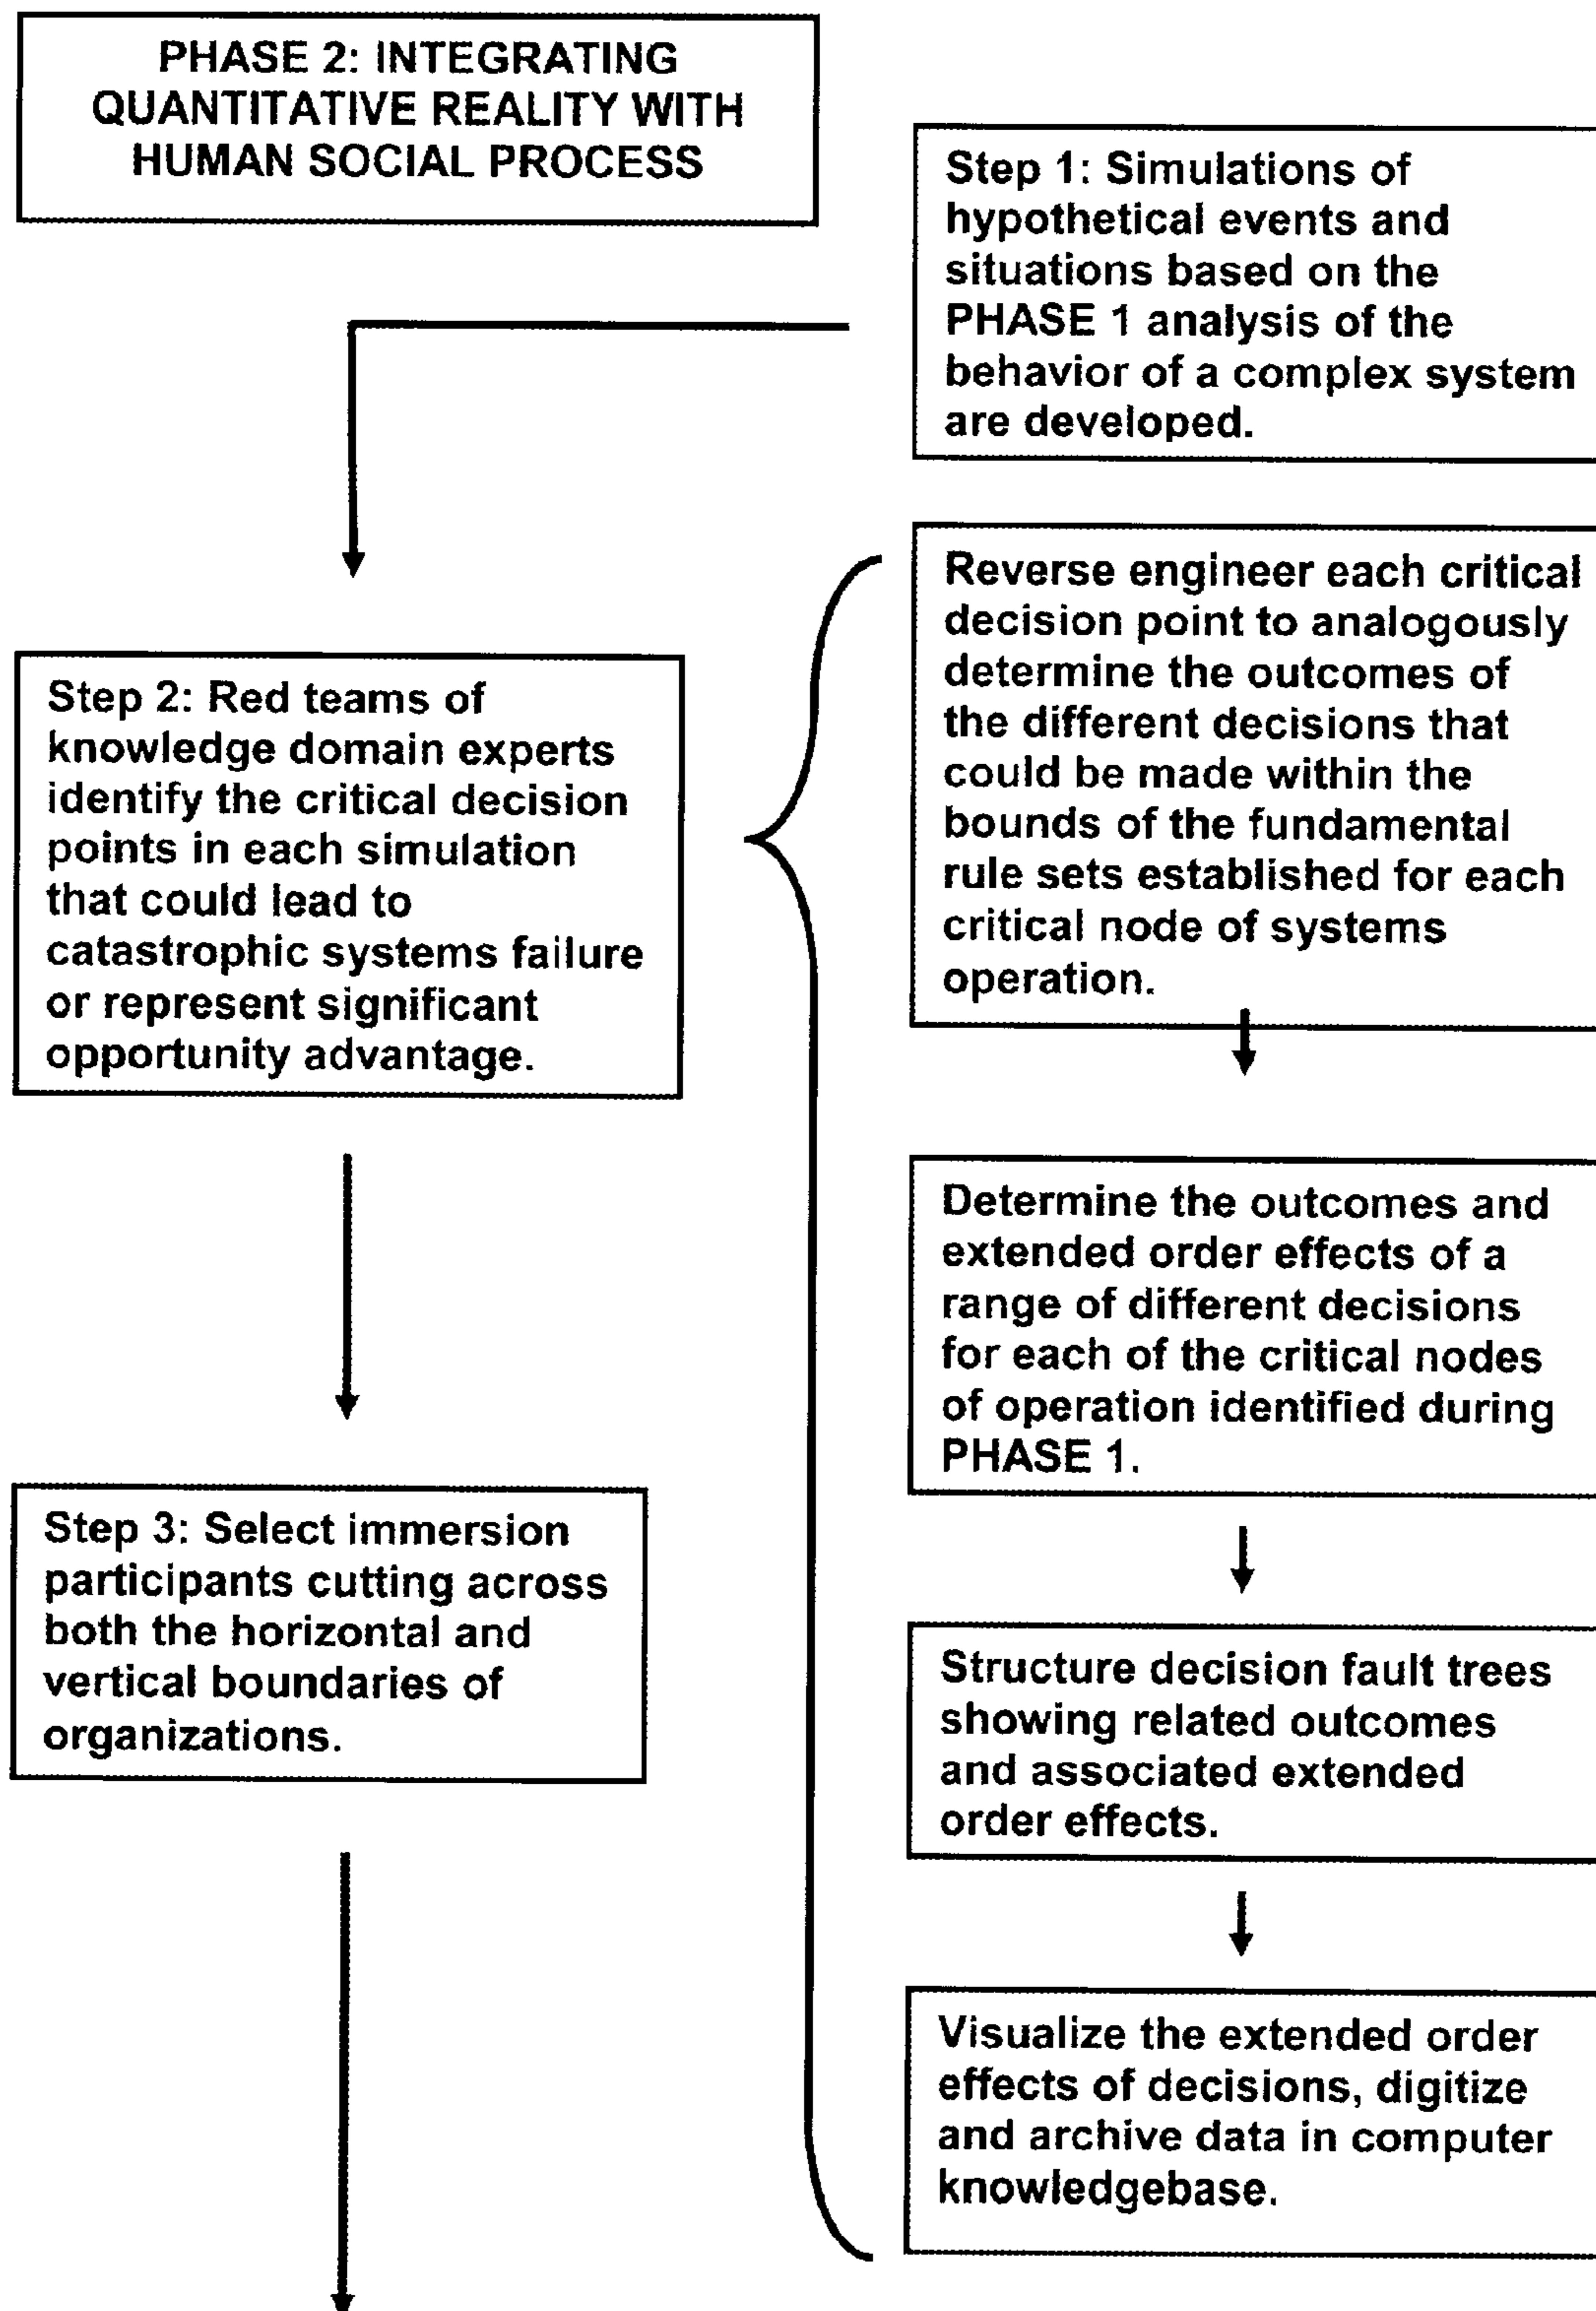 PHASE 2: INTEGRATING
QUANTITATIVE REALITY WITH
HUMAN SOCIAL PROCESS
Step 1: Simulations of
hypothetical events and
situations based on the
PHASE 1 analysis of the
behavior of a complex system
are developed.
Step 2: Red teams of
knowledge domain experts
identify the critical decision
points in each simulation
that could lead to
catastrophic systems failure
or represent significant
opportunity advantage.
Reverse engineer each critical
decision point to analogously
determine the outcomes of
the different decisions that
could be made within the
bounds of the fundamental
rule sets established for each
critical node of systems
operation.
Determine the outcomes and
extended order effects of a
range of different decisions
for each of the critical nodes
of operation identified during
PHASE 1.
Structure decision fault trees
showing related outcomes
and associated extended
order effects.
Visualize the extended order
effects of decisions, digitize
and archive data in computer
knowledgebase.
Step 3: Select immersion
participants cutting across
both the horizontal and
vertical boundaries of
organizations.